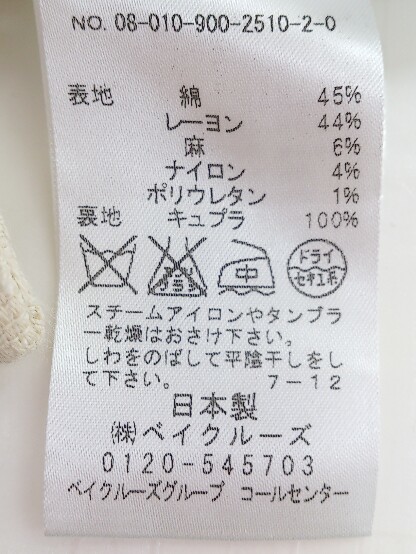 NO. 08-010-900-2510-2-0
表地 綿 45%
レーヨン 44%
麻 6%
ナイロン 4%
ポリウレタン 1%
裏地 キュプラ 100%
エンソサラシ 中 ドライ セキユ系
スチームアイロンやタンブラ
ー乾燥はおさけ下さい。
しわをのばして平陰干しをし
て下さい。 7-12
日本製
(株)ベイクルーズ
0120-545703
ベイクルーズグループ コールセンター